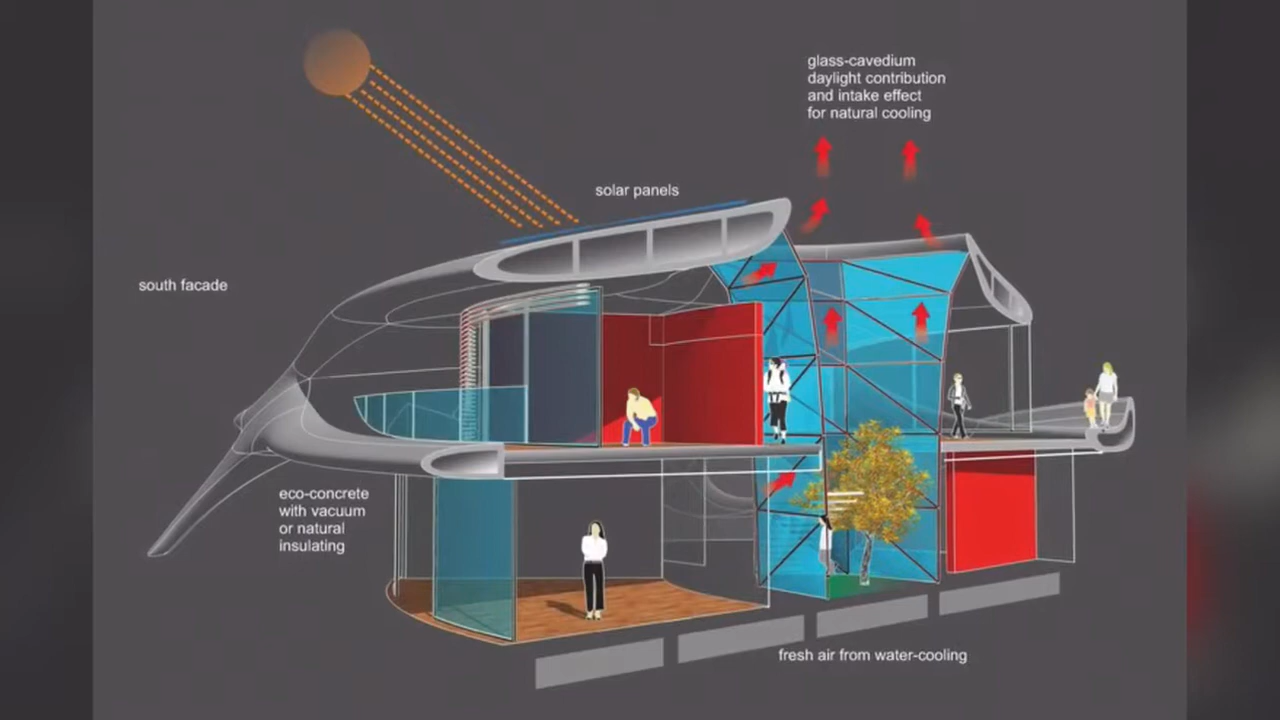 glass-cavedium
daylight contribution
and intake effect
for natural cooling
solar panels
south facade
eco-concrete
with vacuum
or natural
insulating
fresh air from water-cooling